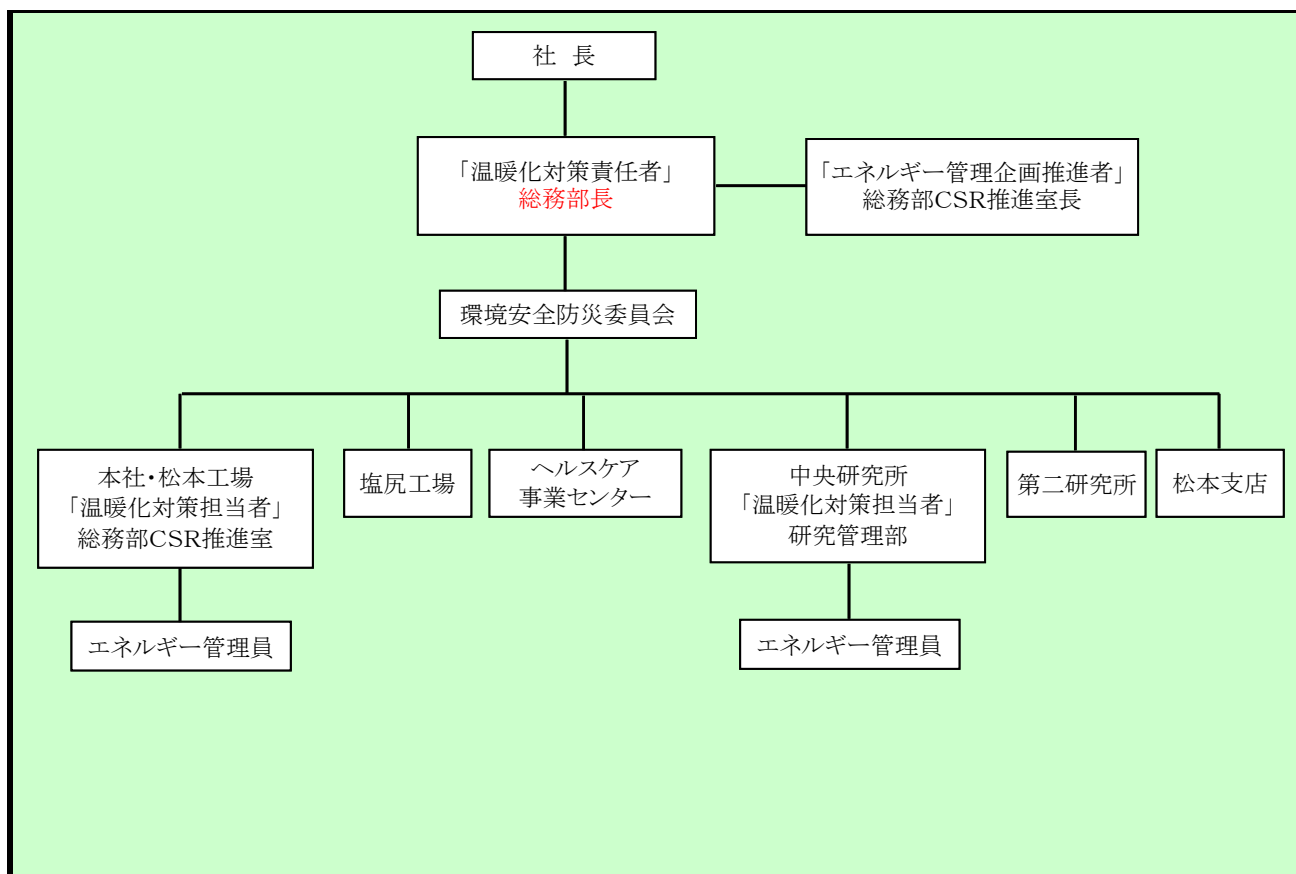 社 長
「温暖化対策責任者」
総務部長
「エネルギー管理企画推進者」
総務部CSR推進室長
環境安全防災委員会
本社・松本工場
「温暖化対策担当者」
総務部CSR推進室
塩尻工場
ヘルスケア
事業センター
中央研究所
「温暖化対策担当者」
研究管理部
第二研究所
松本支店
エネルギー管理員
エネルギー管理員